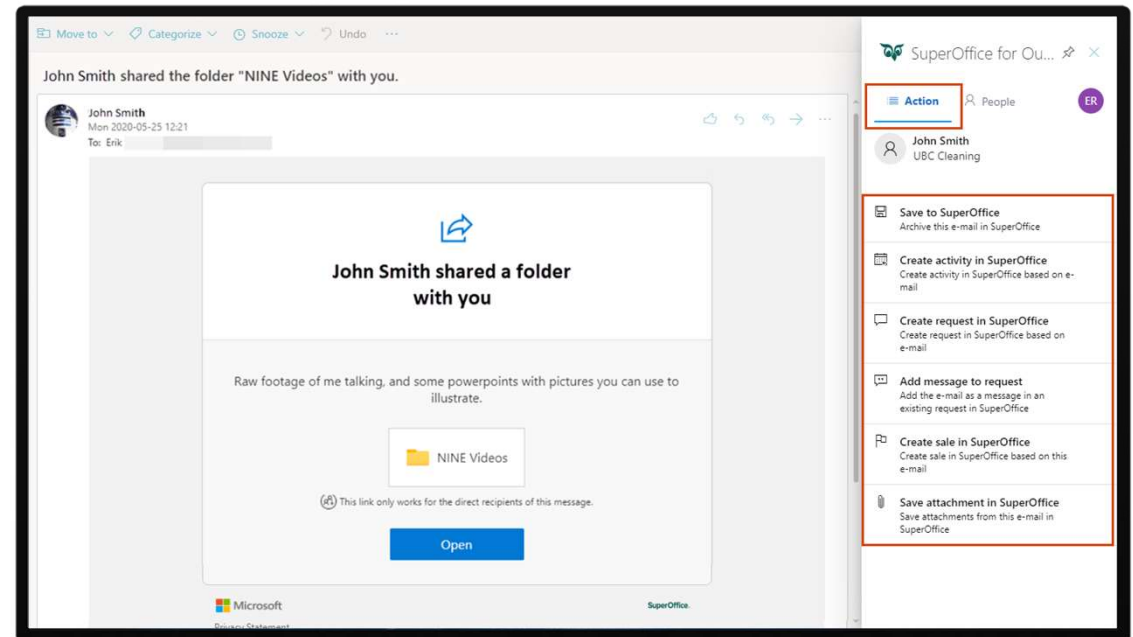 Move to Categorize Snooze Undo ...
John Smith shared the folder "NINE Videos" with you.
John Smith
Mon 2020-05-25 12:21
To: Erik
John Smith shared a folder
with you
Raw footage of me talking, and some powerpoints with pictures you can use to
illustrate.
NINE Videos
This link only works for the direct recipients of this message.
Open
Microsoft
SuperOffice.
Privacy Statement
SuperOffice for Ou...
Action People ER
John Smith
UBC Cleaning
Save to SuperOffice
Archive this e-mail in SuperOffice
Create activity in SuperOffice
Create activity in SuperOffice based on e-
mail
Create request in SuperOffice
Create request in SuperOffice based on
e-mail
Add message to request
Add the e-mail as a message in an
existing request in SuperOffice
Create sale in SuperOffice
Create sale in SuperOffice based on this
e-mail
Save attachment in SuperOffice
Save attachments from this e-mail in
SuperOffice